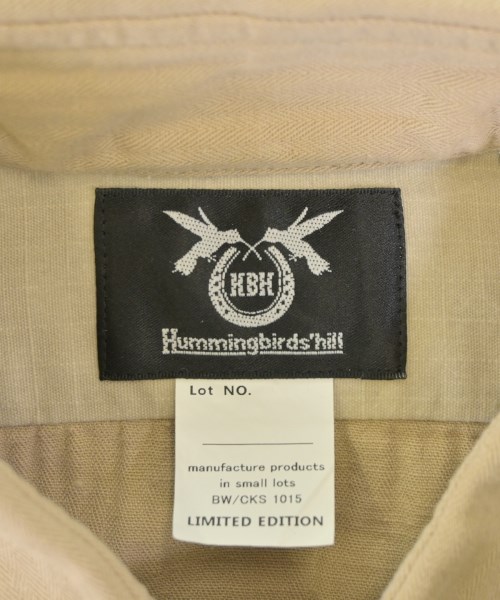 HBH
Hummingbirds'hill
Lot NO.
manufacture products
in small lots
BW/CKS 1015
LIMITED EDITION